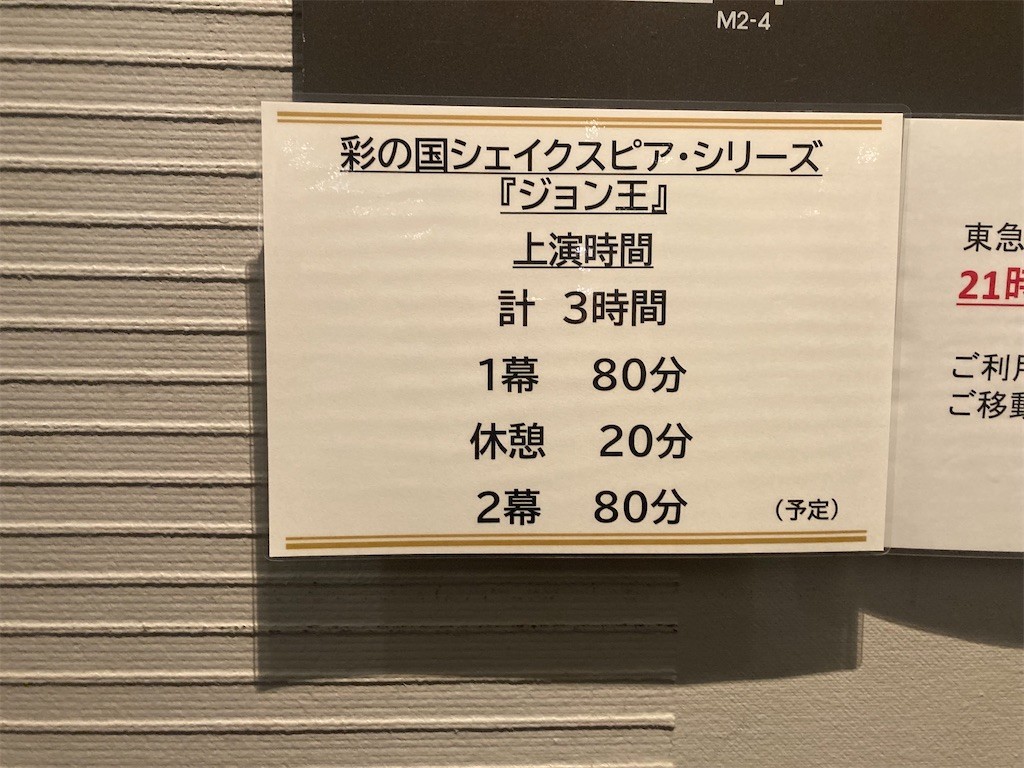 M2-4
彩の国シェイクスピア・シリーズ
『ジョン王』
上演時間
計 3時間
1幕 80分
休憩 20分
2幕 80分 （予定）
東急
21時
ご利用
ご移動